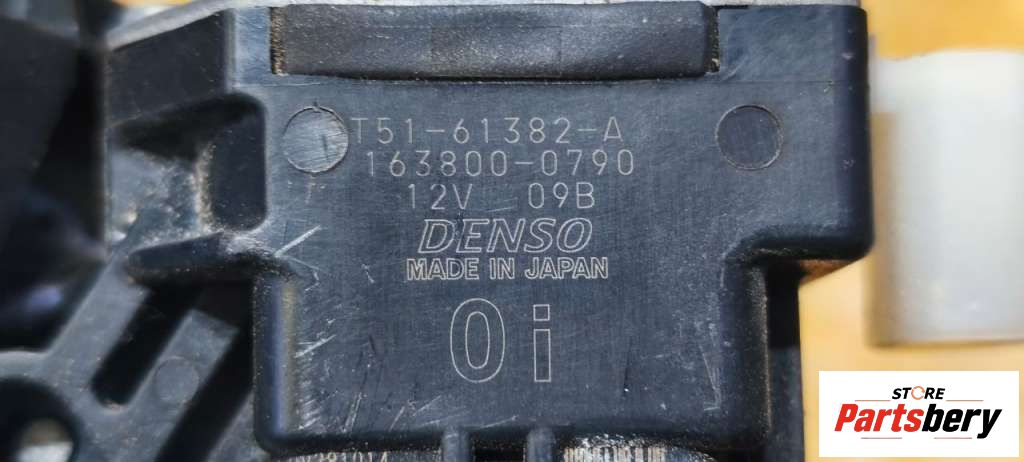 T51-61382-A
163800-0790
12V 09B
DENSO
MADE IN JAPAN
0i
STORE
Partsbery